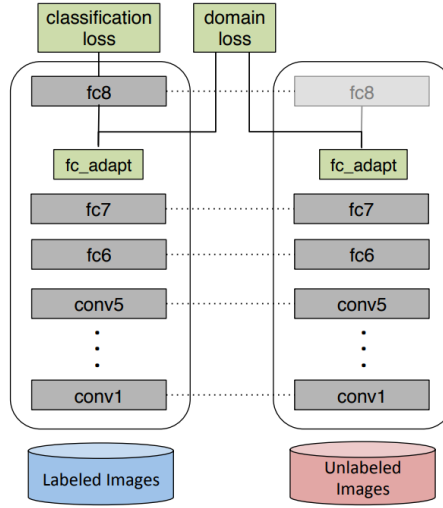 classification
loss
domain
loss
fc8
fc8
fc_adapt
fc_adapt
fc7
fc7
fc6
fc6
conv5
conv5
conv1
conv1
Labeled Images
Unlabeled
Images